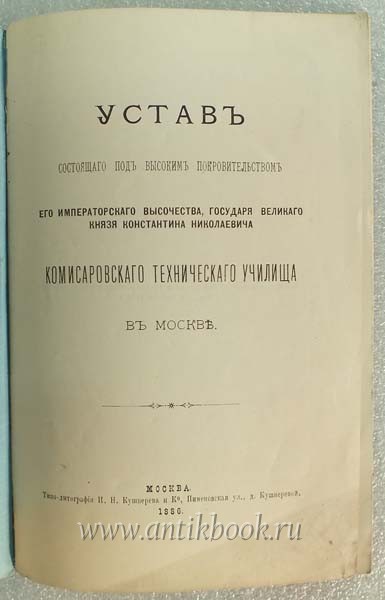 УСТАВЪ
СОСТОЯЩАГО ПОДЪ ВЫСОКИМЪ ПОКРОВИТЕЛЬСТВОМЪ
ЕГО ИМПЕРАТОРСКАГО ВЫСОЧЕСТВА, ГОСУДАРЯ ВЕЛИКАГО
КНЯЗЯ КОНСТАНТИНА НИКОЛАЕВИЧА
КОМИСАРОВСКАГО ТЕХНИЧЕСКАГО УЧИЛИЩА
ВЪ МОСКВѢ.
МОСКВА.
Типо-литографія И. Н. Кушнерева и Кº, Пименовская ул., д. Кушнеревой.
1886.
www.antikbook.ru